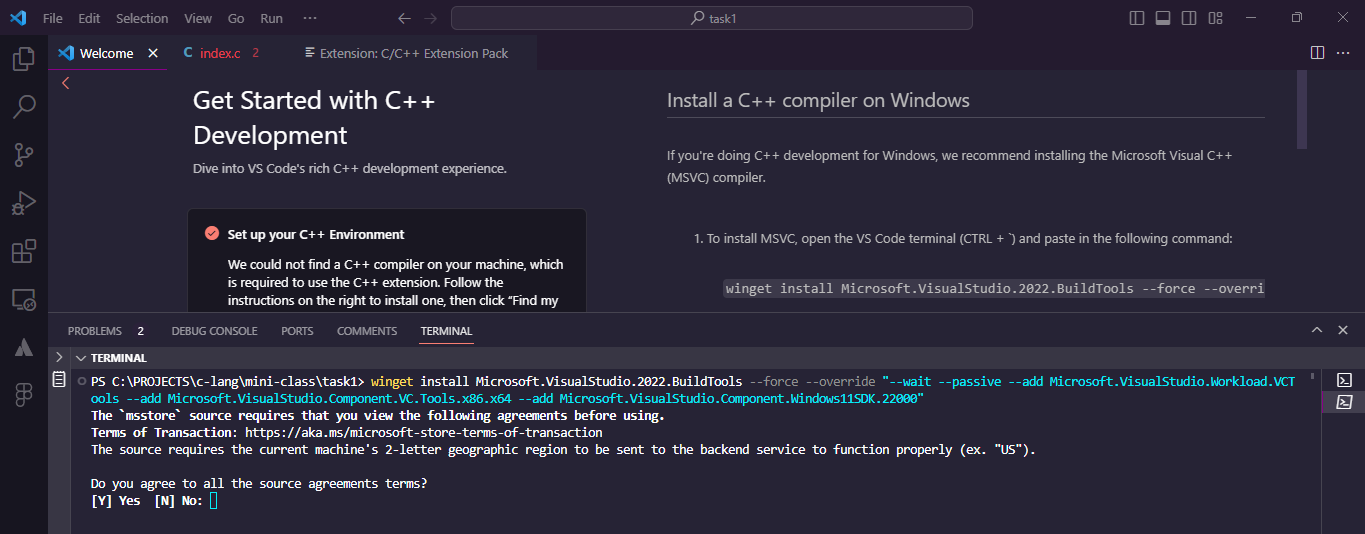 File Edit Selection View Go Run ···
task1
Welcome
index.c 2
Extension: C/C++ Extension Pack
Get Started with C++
Development
Dive into VS Code's rich C++ development experience.
Set up your C++ Environment
We could not find a C++ compiler on your machine, which
is required to use the C++ extension. Follow the
instructions on the right to install one, then click “Find my
Install a C++ compiler on Windows
If you're doing C++ development for Windows, we recommend installing the Microsoft Visual C++
(MSVC) compiler.
1. To install MSVC, open the VS Code terminal (CTRL + `) and paste in the following command:
winget install Microsoft.VisualStudio.2022.BuildTools --force --overri
PROBLEMS 2 DEBUG CONSOLE PORTS COMMENTS TERMINAL
TERMINAL
PS C:\PROJECTS\c-lang\mini-class\task1> winget install Microsoft.VisualStudio.2022.BuildTools --force --override "--wait --passive --add Microsoft.VisualStudio.Workload.VCT
ools --add Microsoft.VisualStudio.Component.VC.Tools.x86.x64 --add Microsoft.VisualStudio.Component.Windows11SDK.22000"
The `msstore` source requires that you view the following agreements before using.
Terms of Transaction: https://aka.ms/microsoft-store-terms-of-transaction
The source requires the current machine's 2-letter geographic region to be sent to the backend service to function properly (ex. "US").
Do you agree to all the source agreements terms?
[Y] Yes [N] No: